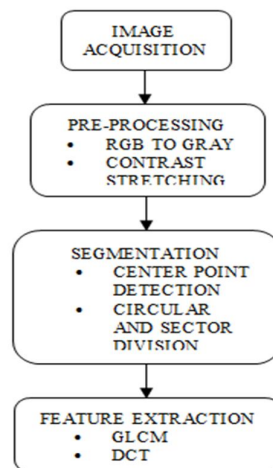 IMAGE
ACQUISITION
PRE-PROCESSING
• RGB TO GRAY
• CONTRAST
STRETCHING
SEGMENTATION
• CENTER POINT
DETECTION
• CIRCULAR
AND SECTOR
DIVISION
FEATURE EXTRACTION
• GLCM
• DCT